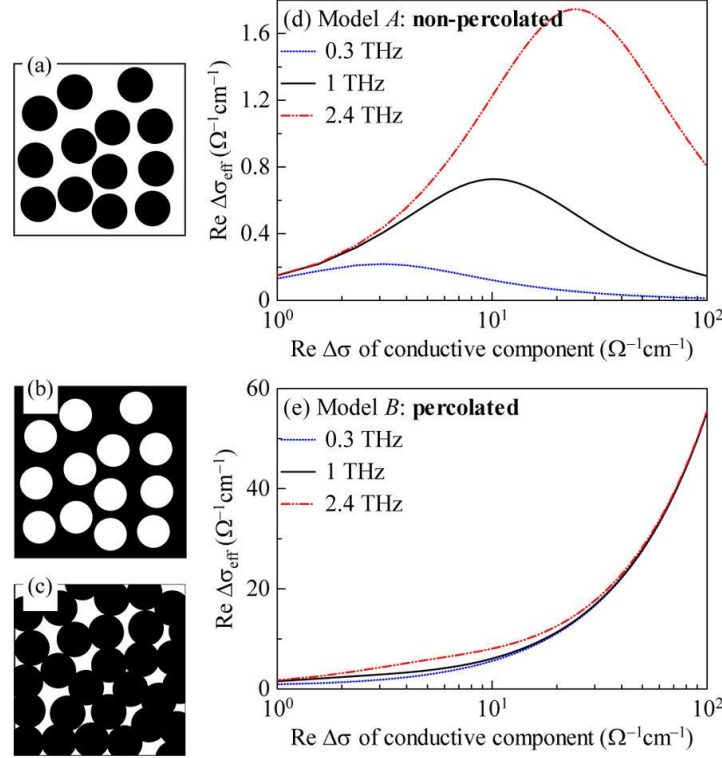 (a)
(d) Model A: non-percolated
0.3 THz
1 THz
2.4 THz
Re Δσeff (Ω⁻¹cm⁻¹)
1.6
1.2
0.8
0.4
0
10⁰ 10¹ 10²
Re Δσ of conductive component (Ω⁻¹cm⁻¹)
(b)
(c)
(e) Model B: percolated
0.3 THz
1 THz
2.4 THz
Re Δσeff (Ω⁻¹cm⁻¹)
60
40
20
0
10⁰ 10¹ 10²
Re Δσ of conductive component (Ω⁻¹cm⁻¹)